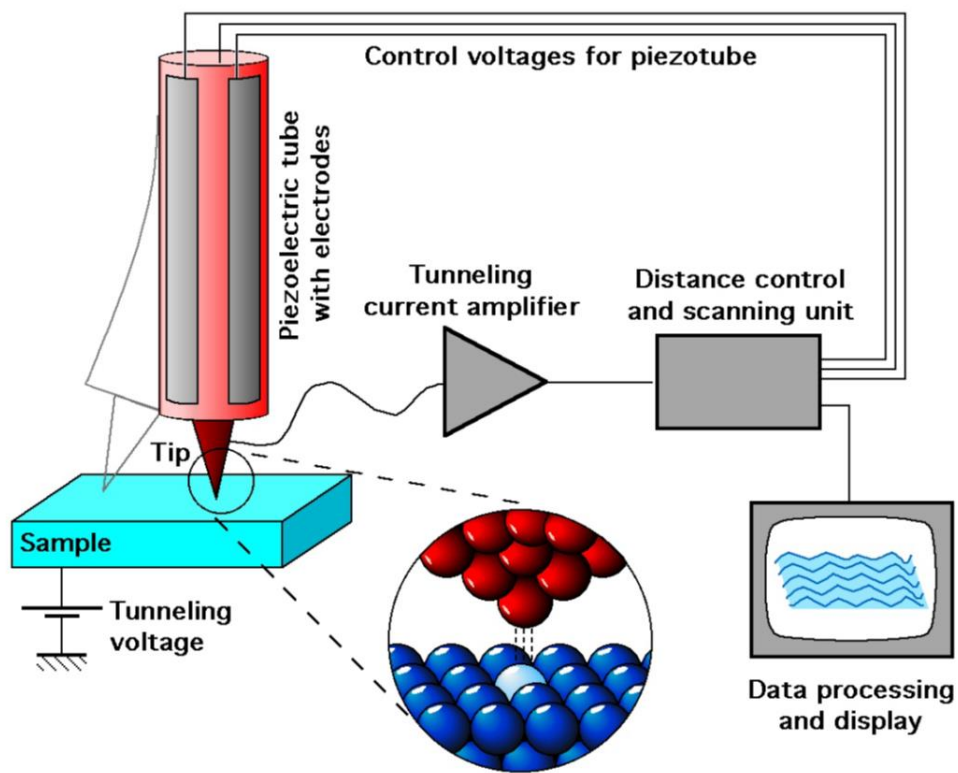 Control voltages for piezotube
Piezoelectric tube
with electrodes
Tunneling
current amplifier
Distance control
and scanning unit
Tip
Sample
Tunneling
voltage
Data processing
and display